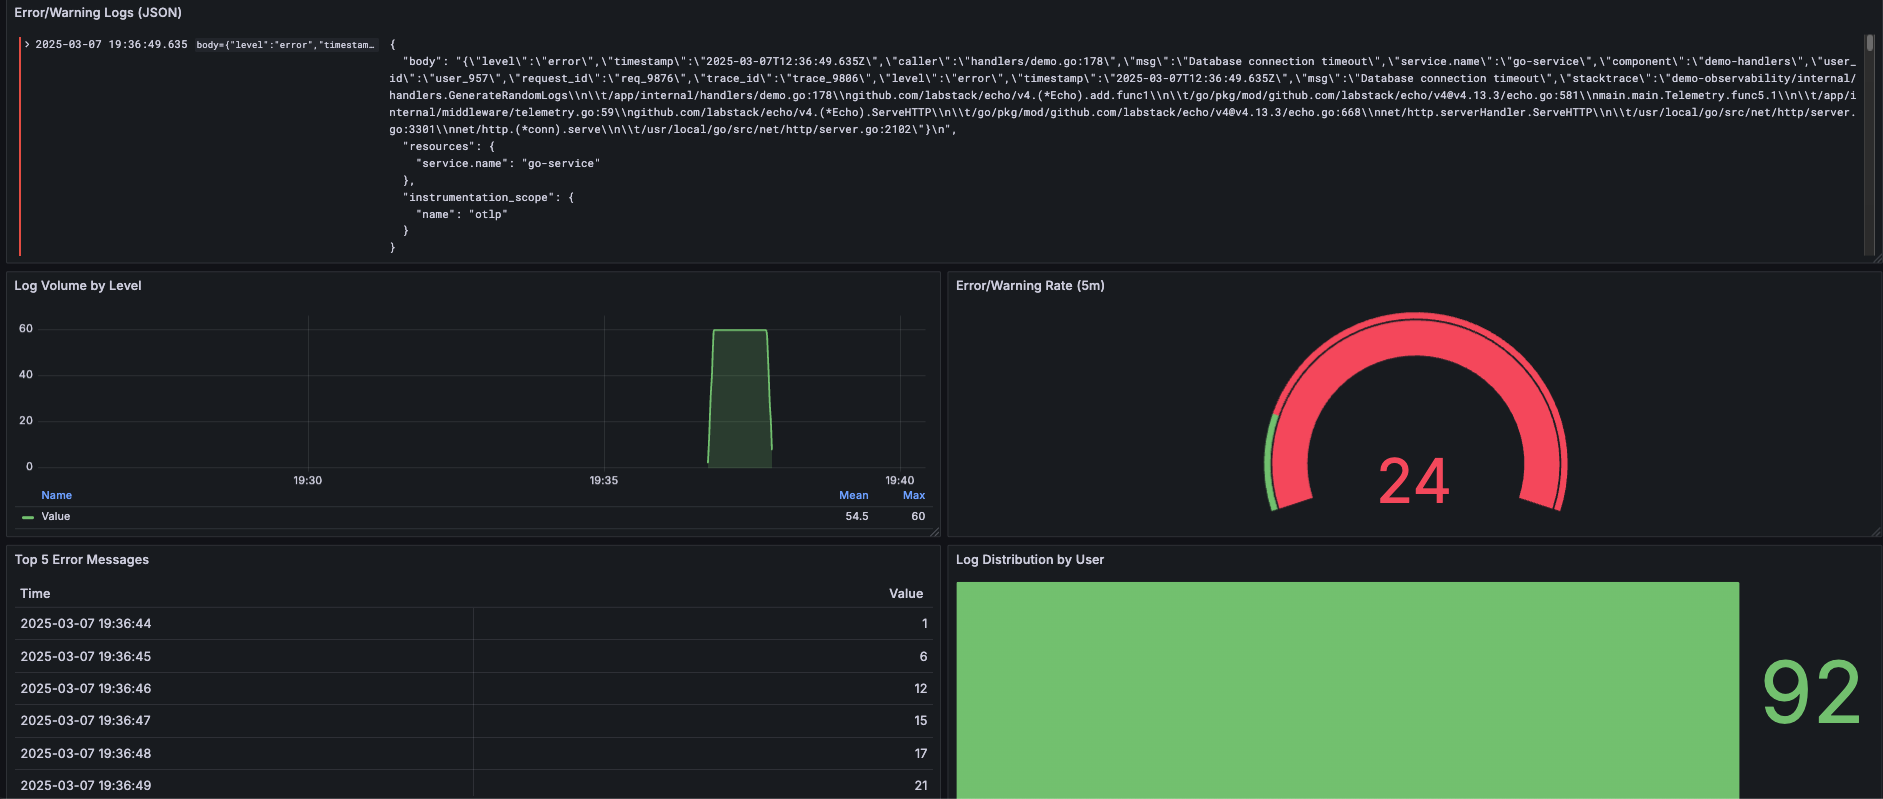 Error/Warning Logs (JSON)
2025-03-07 19:36:49.635 body={"level":"error","timestam… {
"body": "{\"level\":\"error\",\"timestamp\":\"2025-03-07T12:36:49.635Z\",\"caller\":\"handlers/demo.go:178\",\"msg\":\"Database connection timeout\",\"service.name\":\"go-service\",\"component\":\"demo-handlers\",\"user_
id\":\"user_957\",\"request_id\":\"req_9876\",\"trace_id\":\"trace_9806\",\"level\":\"error\",\"timestamp\":\"2025-03-07T12:36:49.635Z\",\"msg\":\"Database connection timeout\",\"stacktrace\":\"demo-observability/internal/
handlers.GenerateRandomLogs\\n\\t/app/internal/handlers/demo.go:178\\ngithub.com/labstack/echo/v4.(*Echo).add.func1\\n\\t/go/pkg/mod/github.com/labstack/echo/v4@v4.13.3/echo.go:581\\nmain.main.Telemetry.func5.1\\n\\t/app/i
nternal/middleware/telemetry.go:59\\ngithub.com/labstack/echo/v4.(*Echo).ServeHTTP\\n\\t/go/pkg/mod/github.com/labstack/echo/v4@v4.13.3/echo.go:668\\nnet/http.serverHandler.ServeHTTP\\n\\t/usr/local/go/src/net/http/server.
go:3301\\nnet/http.(*conn).serve\\n\\t/usr/local/go/src/net/http/server.go:2102\"}\n",
"resources": {
"service.name": "go-service"
},
"instrumentation_scope": {
"name": "otlp"
}
}
Log Volume by Level
60
40
20
0
19:30 19:35 19:40
Name Mean Max
Value 54.5 60
Error/Warning Rate (5m)
24
Top 5 Error Messages
Time Value
2025-03-07 19:36:44 1
2025-03-07 19:36:45 6
2025-03-07 19:36:46 12
2025-03-07 19:36:47 15
2025-03-07 19:36:48 17
2025-03-07 19:36:49 21
Log Distribution by User
92